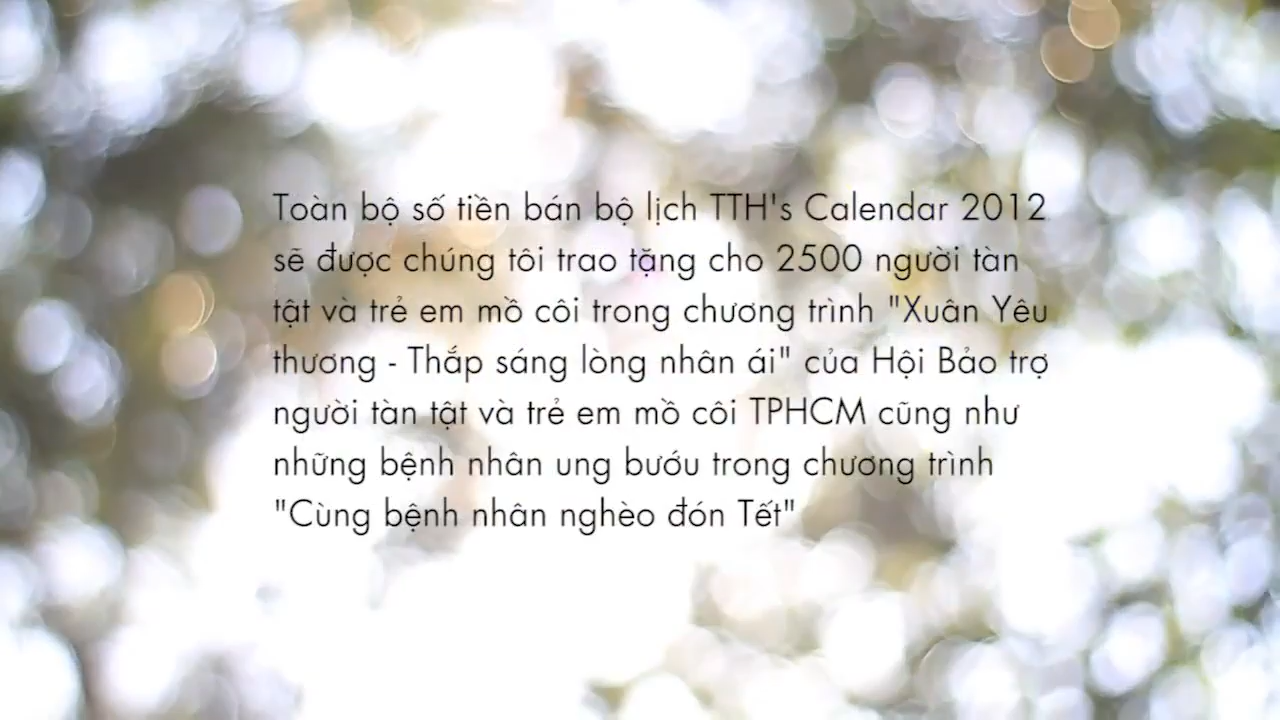 Toàn bộ số tiền bán bộ lịch TTH's Calendar 2012
sẽ được chúng tôi trao tặng cho 2500 người tàn
tật và trẻ em mồ côi trong chương trình "Xuân Yêu
thương - Thắp sáng lòng nhân ái" của Hội Bảo trợ
người tàn tật và trẻ em mồ côi TPHCM cũng như
những bệnh nhân ung bướu trong chương trình
"Cùng bệnh nhân nghèo đón Tết"